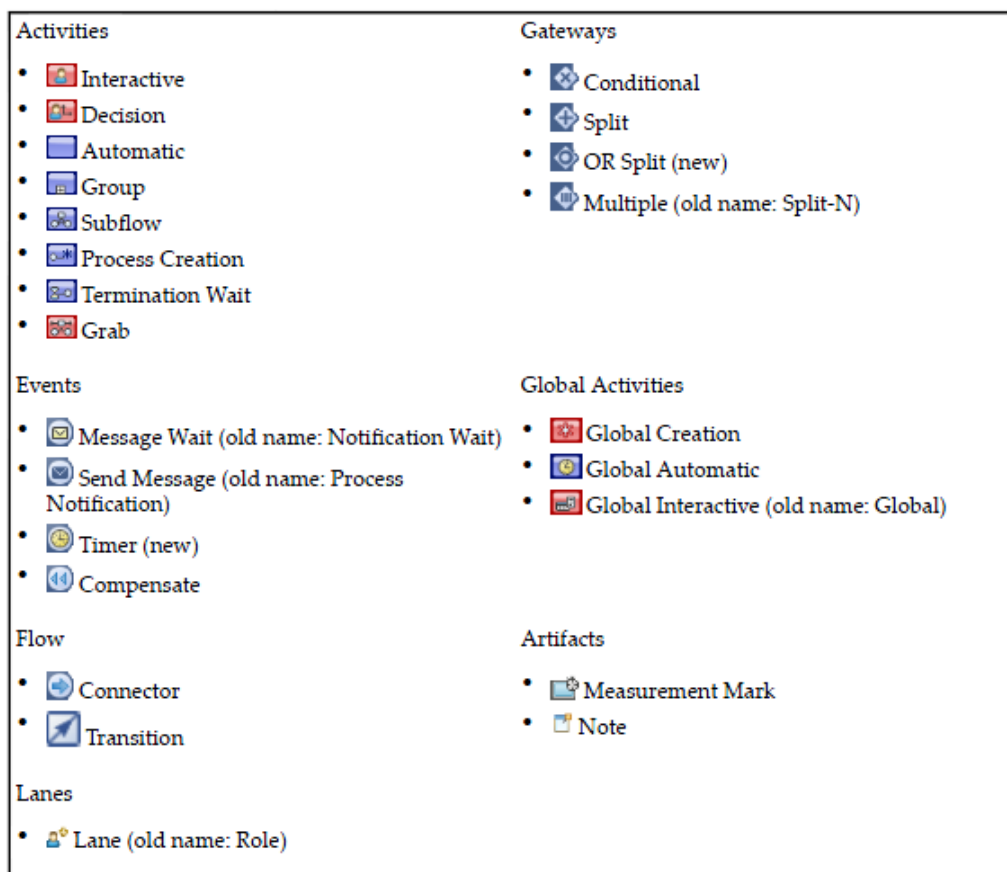 Activities
Interactive
Decision
Automatic
Group
Subflow
Process Creation
Termination Wait
Grab
Gateways
Conditional
Split
OR Split (new)
Multiple (old name: Split-N)
Events
Message Wait (old name: Notification Wait)
Send Message (old name: Process
Notification)
Timer (new)
Compensate
Global Activities
Global Creation
Global Automatic
Global Interactive (old name: Global)
Flow
Connector
Transition
Artifacts
Measurement Mark
Note
Lanes
Lane (old name: Role)